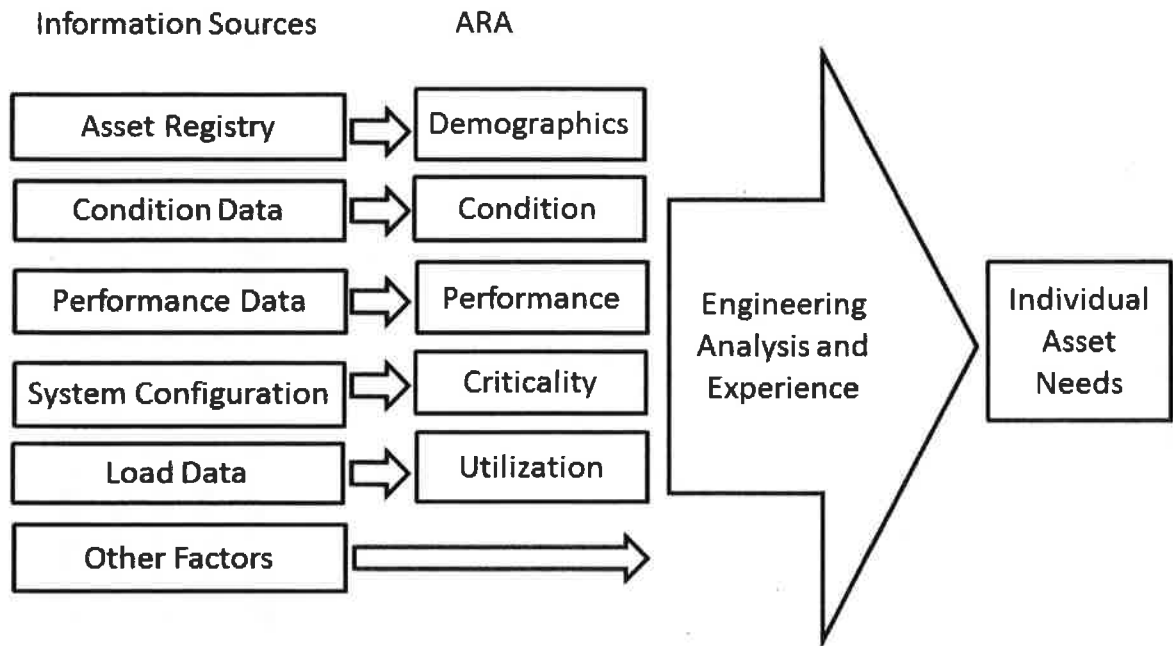 Information Sources
ARA
Asset Registry
Demographics
Condition Data
Condition
Performance Data
Performance
System Configuration
Criticality
Load Data
Utilization
Other Factors
Engineering
Analysis and
Experience
Individual
Asset
Needs